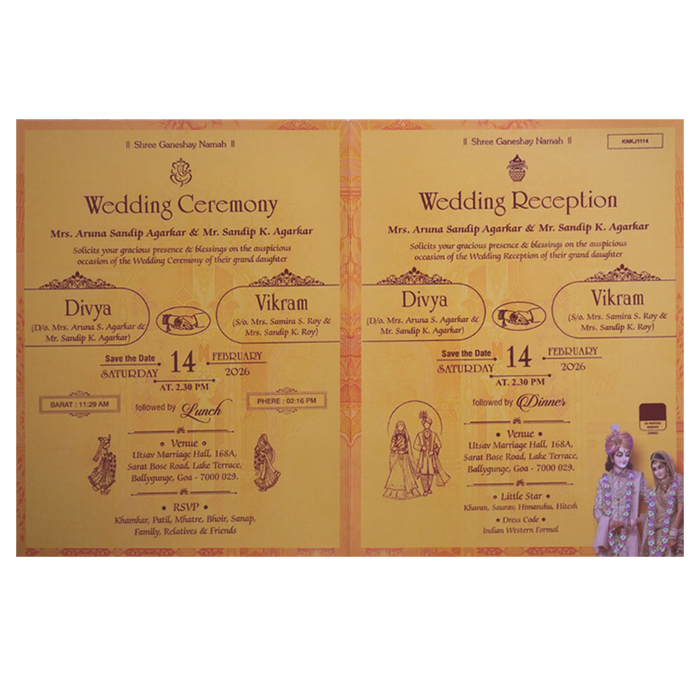 || Shree Ganeshay Namah ||
Wedding Ceremony
Mrs. Aruna Sandip Agarkar & Mr. Sandip K. Agarkar
Solicits your gracious presence & blessings on the auspicious
occasion of the Wedding Ceremony of their grand daughter
Divya
(D/o. Mrs. Aruna S. Agarkar &
Mr. Sandip K. Agarkar)
Vikram
(S/o. Mrs. Samira S. Roy &
Mrs. Sandip K. Roy)
Save the Date
SATURDAY
14
FEBRUARY
2026
AT. 2.30 PM
BARAT : 11:29 AM
followed by Lunch
PHERE : 02:16 PM
• Venue •
Utsav Marriage Hall, 168A,
Sarat Bose Road, Lake Terrace,
Ballygunge, Goa - 7000 029.
• RSVP •
Khamkar, Patil, Mhatre, Bhoir, Sanap,
Family, Relatives & Friends
|| Shree Ganeshay Namah ||
KNKJ1114
Wedding Reception
Mrs. Aruna Sandip Agarkar & Mr. Sandip K. Agarkar
Solicits your gracious presence & blessings on the auspicious
occasion of the Wedding Reception of their grand daughter
Divya
(D/o. Mrs. Aruna S. Agarkar &
Mr. Sandip K. Agarkar)
Vikram
(S/o. Mrs. Samira S. Roy &
Mrs. Sandip K. Roy)
Save the Date
SATURDAY
14
FEBRUARY
2026
AT. 2.30 PM
followed by Dinner
• Venue •
Utsav Marriage Hall, 168A,
Sarat Bose Road, Lake Terrace,
Ballygunge, Goa - 7000 029.
• Little Star •
Kharan, Saurav, Himanshu, Hitesh
• Dress Code •
Indian Western Formal